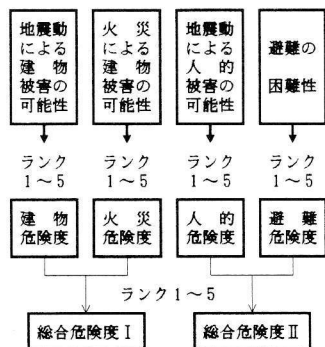 地震動
による
建物
被害の
可能性
火災
による
建物
被害の
可能性
地震動
による
人的
被害の
可能性
避難の
困難性
ランク
1～5
ランク
1～5
ランク
1～5
ランク
1～5
建物
危険度
火災
危険度
人的
危険度
避難
危険度
ランク1～5
総合危険度Ⅰ
総合危険度Ⅱ